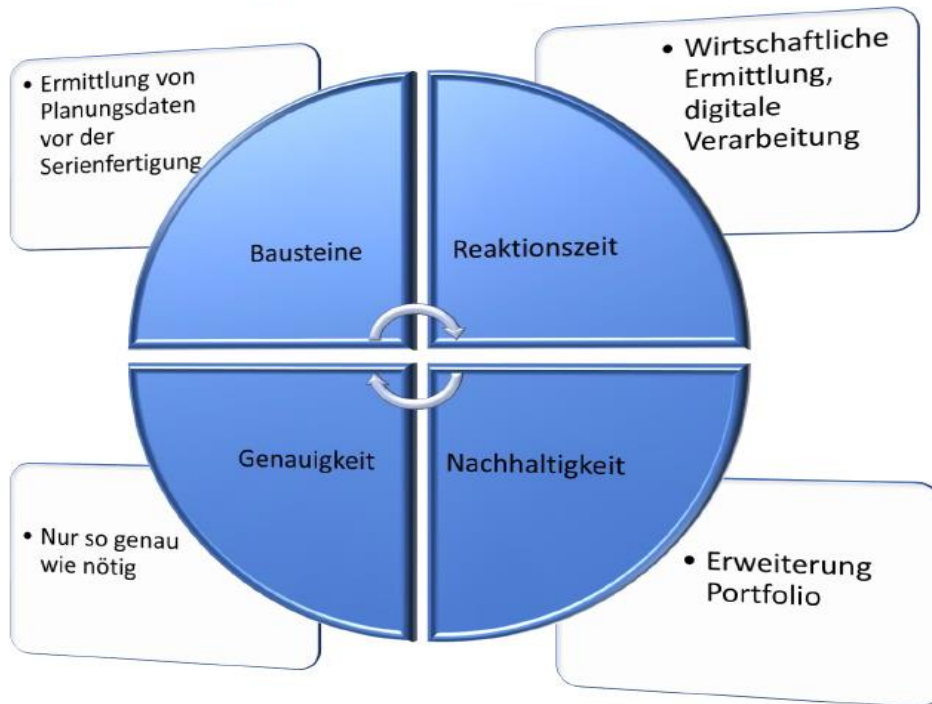 • Ermittlung von
Planungsdaten
vor der
Serienfertigung
• Wirtschaftliche
Ermittlung,
digitale
Verarbeitung
Bausteine
Reaktionszeit
Genauigkeit
Nachhaltigkeit
• Nur so genau
wie nötig
• Erweiterung
Portfolio